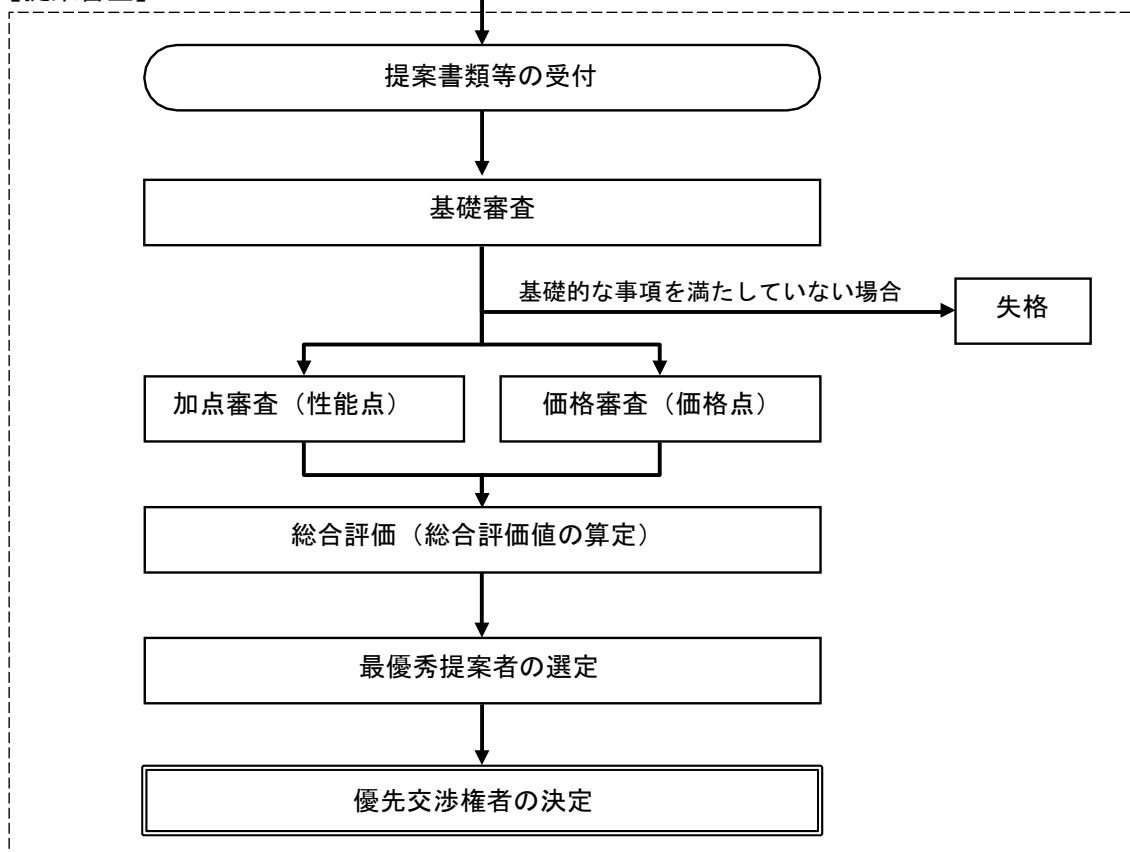 提案書類等の受付
基礎審査
基礎的な事項を満たしていない場合
失格
加点審査（性能点）
価格審査（価格点）
総合評価（総合評価値の算定）
最優秀提案者の選定
優先交渉権者の決定